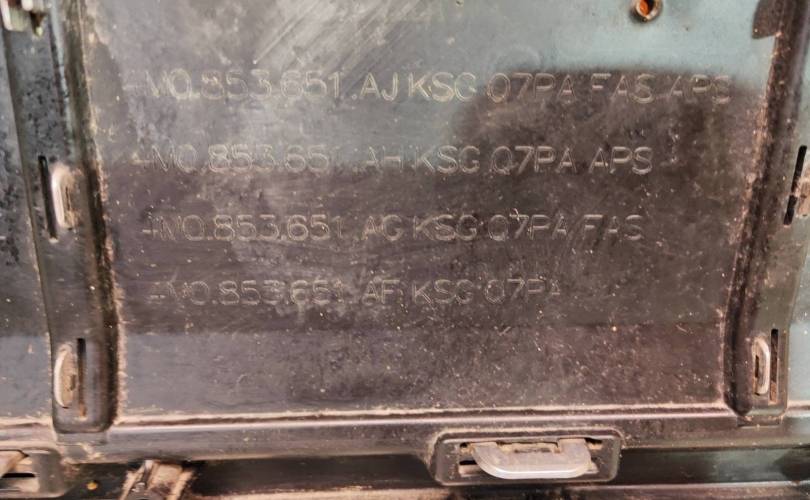 4M0.853.651.AJ KSG Q7PA FAS APS
4M0.853.651.AH KSG Q7PA APS
4M0.853.651.AG KSG Q7PA FAS
4M0.853.651.AF KSG Q7PA